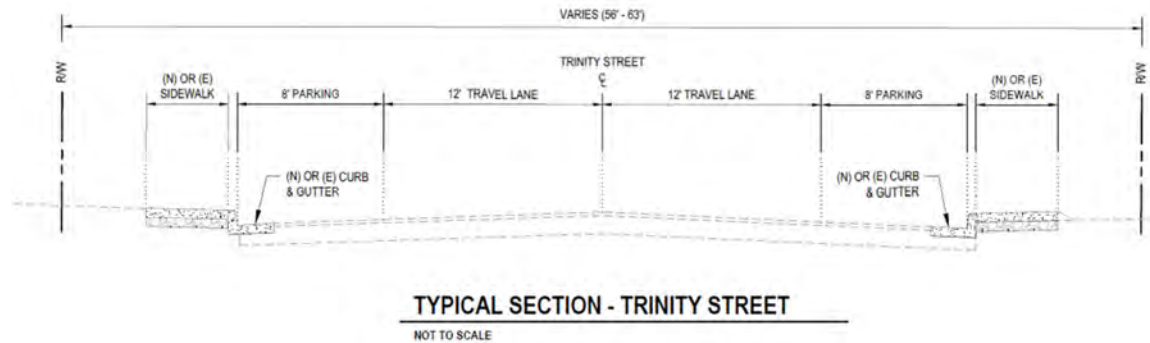 VARIES (56' - 63')
R/W
R/W
TRINITY STREET
℄
(N) OR (E)
SIDEWALK
8' PARKING
12' TRAVEL LANE
12' TRAVEL LANE
8' PARKING
(N) OR (E)
SIDEWALK
(N) OR (E) CURB
& GUTTER
(N) OR (E) CURB
& GUTTER
TYPICAL SECTION - TRINITY STREET
NOT TO SCALE